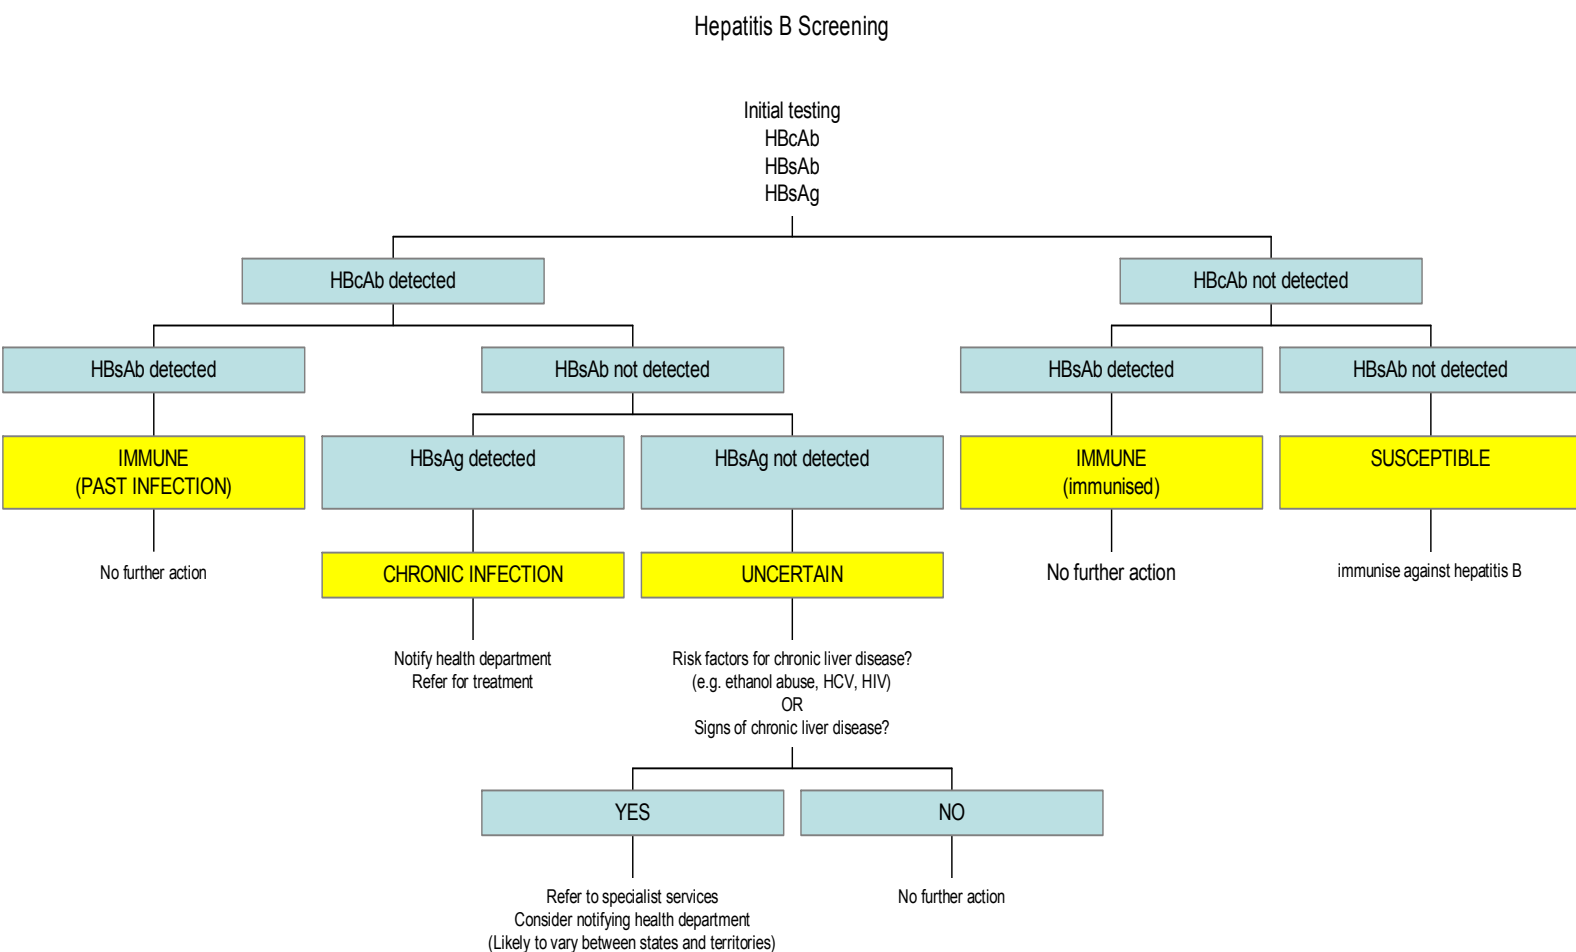 Hepatitis B Screening
Initial testing
HBcAb
HBsAb
HBsAg
HBcAb detected
HBcAb not detected
HBsAb detected
HBsAb not detected
HBsAb detected
HBsAb not detected
IMMUNE
(PAST INFECTION)
HBsAg detected
HBsAg not detected
IMMUNE
(immunised)
SUSCEPTIBLE
No further action
CHRONIC INFECTION
UNCERTAIN
No further action
immunise against hepatitis B
Notify health department
Refer for treatment
Risk factors for chronic liver disease?
(e.g. ethanol abuse, HCV, HIV)
OR
Signs of chronic liver disease?
YES
NO
Refer to specialist services
Consider notifying health department
(Likely to vary between states and territories)
No further action